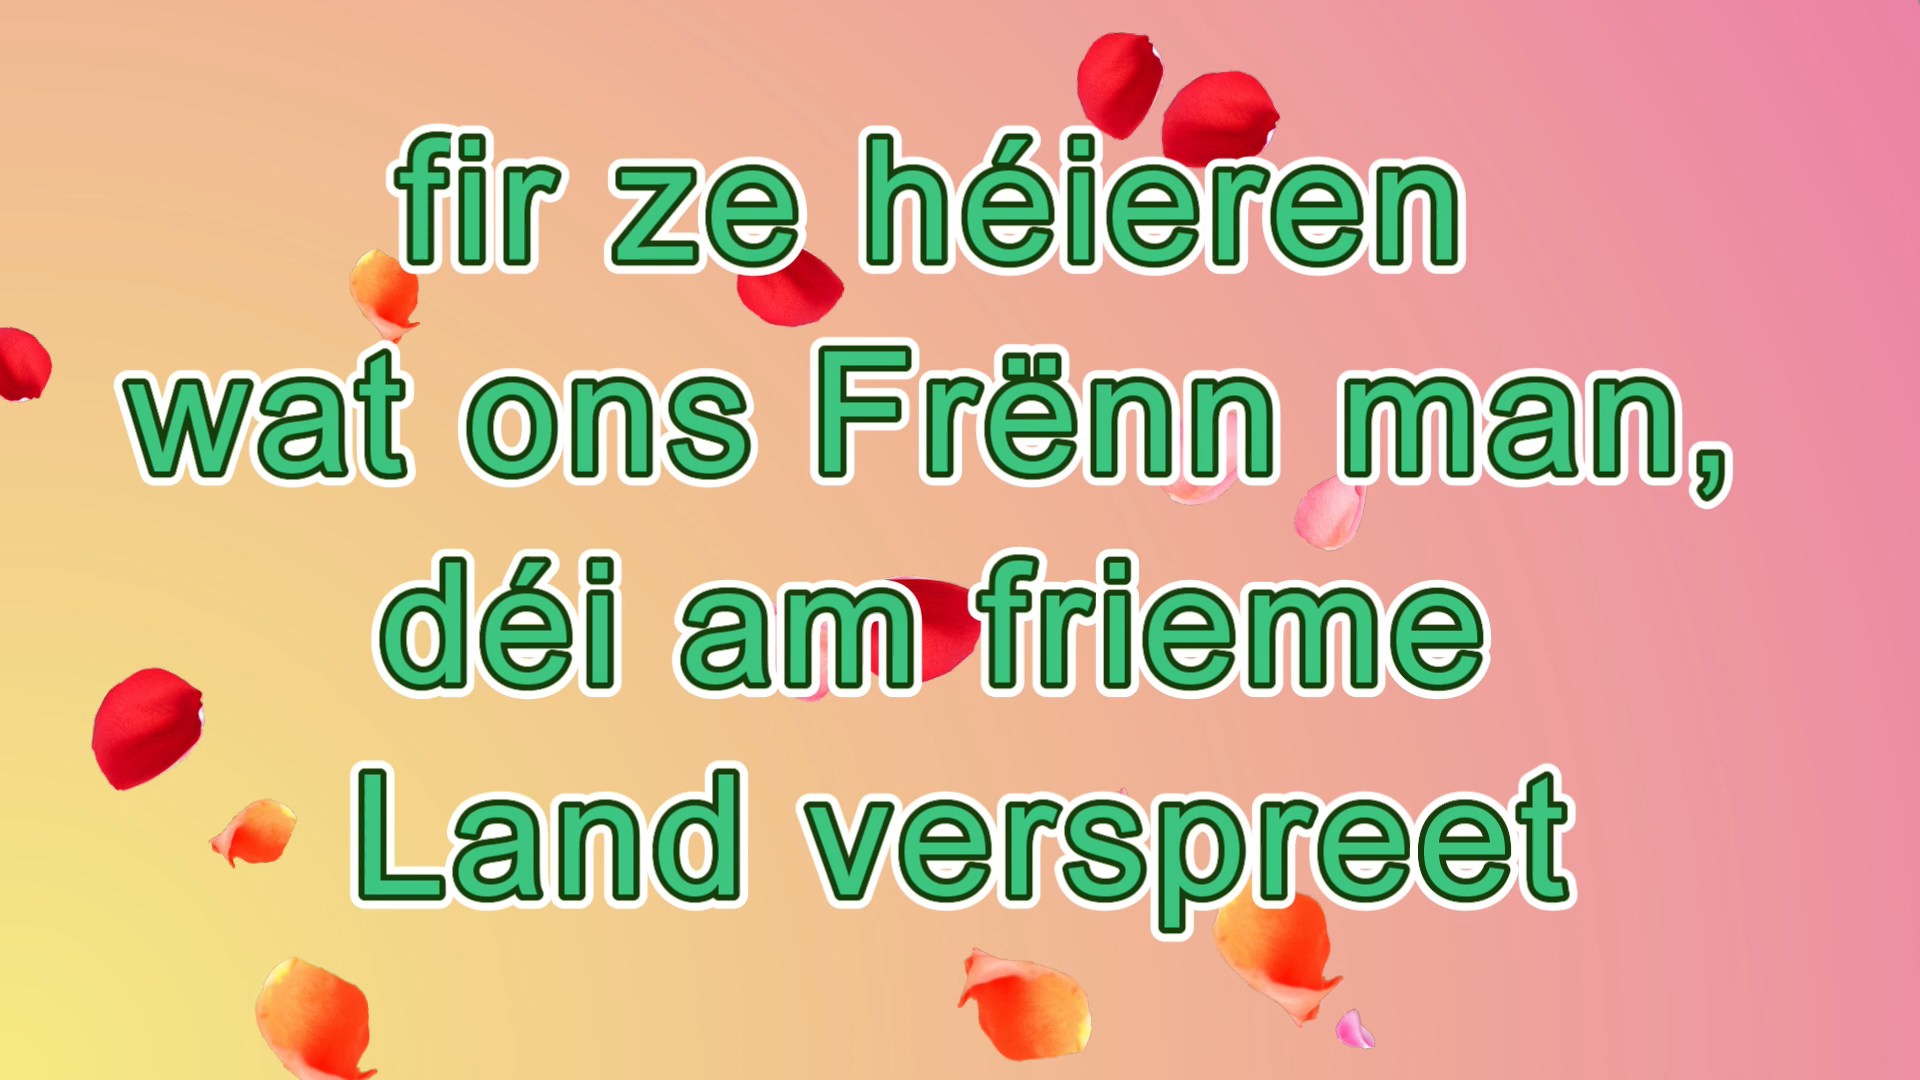 fir ze héieren
wat ons Frënn man,
déi am frieme
Land verspreet